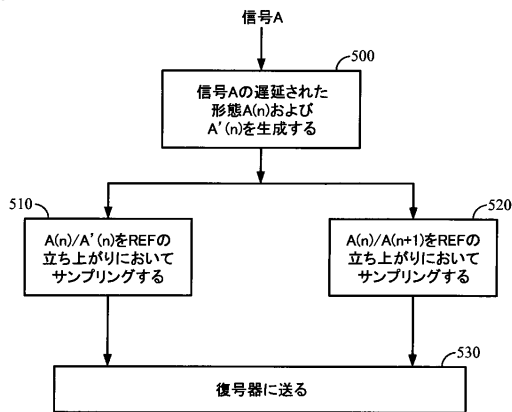 信号A
500
信号Aの遅延された
形態A(n)および
A'(n)を生成する
510
A(n)/A'(n)をREFの
立ち上がりにおいて
サンプリングする
520
A(n)/A(n+1)をREFの
立ち上がりにおいて
サンプリングする
530
復号器に送る